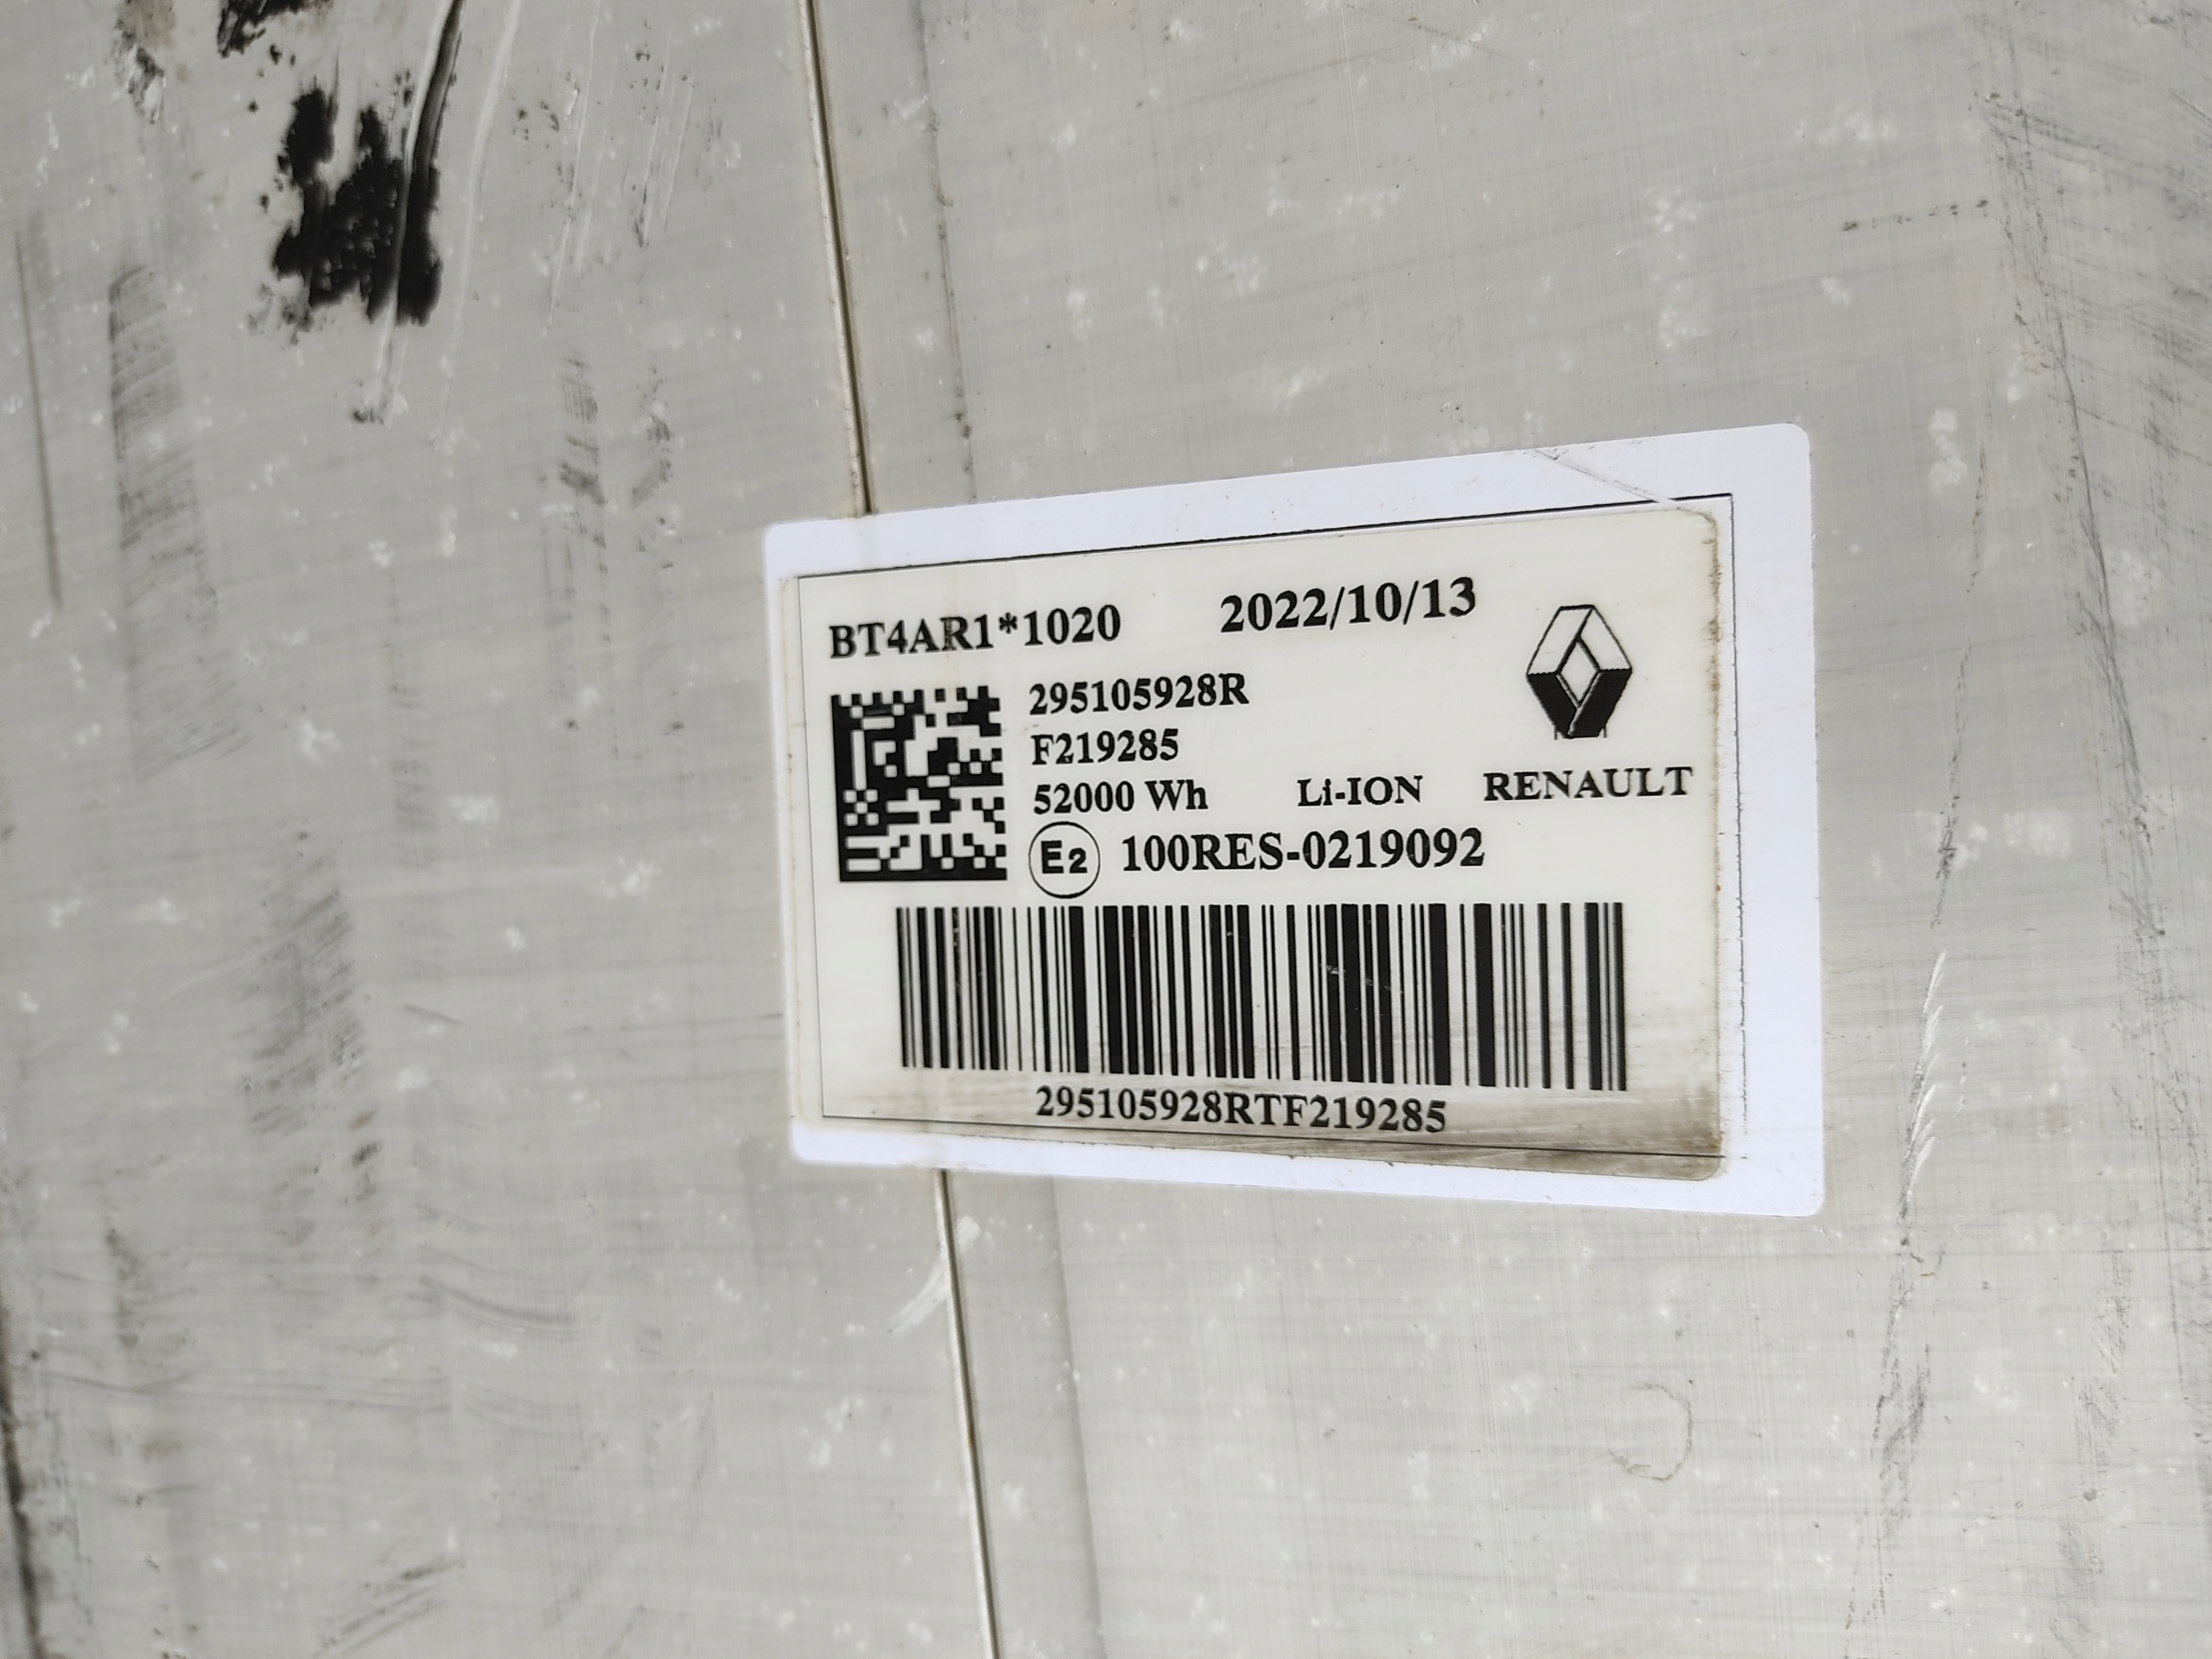 BT4AR1*1020 2022/10/13
295105928R
F219285
52000 Wh Li-ION RENAULT
E2 100RES-0219092
295105928RTF219285